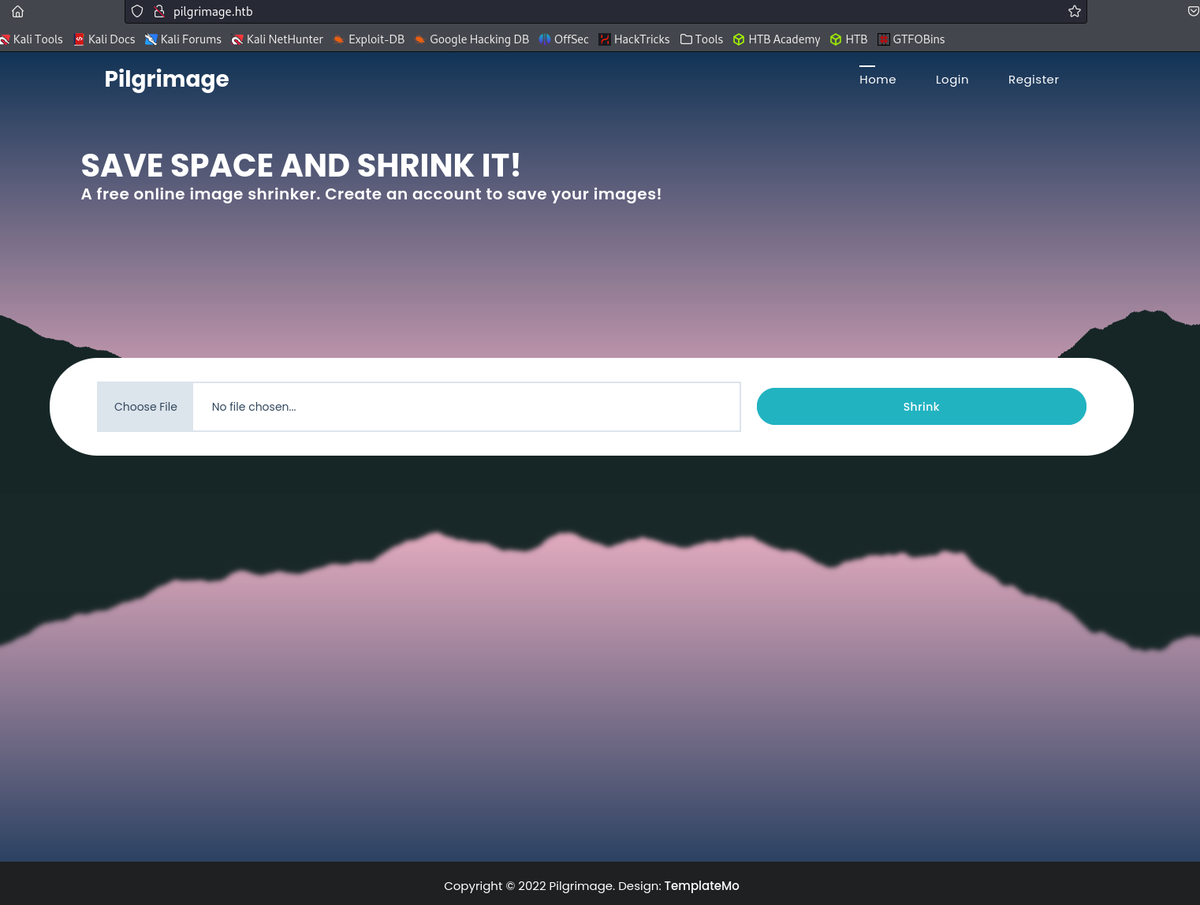 pilgrimage.htb
Kali Tools Kali Docs Kali Forums Kali NetHunter Exploit-DB Google Hacking DB OffSec HackTricks Tools HTB Academy HTB GTFOBins
Pilgrimage Home Login Register
SAVE SPACE AND SHRINK IT!
A free online image shrinker. Create an account to save your images!
Choose File No file chosen... Shrink
Copyright © 2022 Pilgrimage. Design: TemplateMo